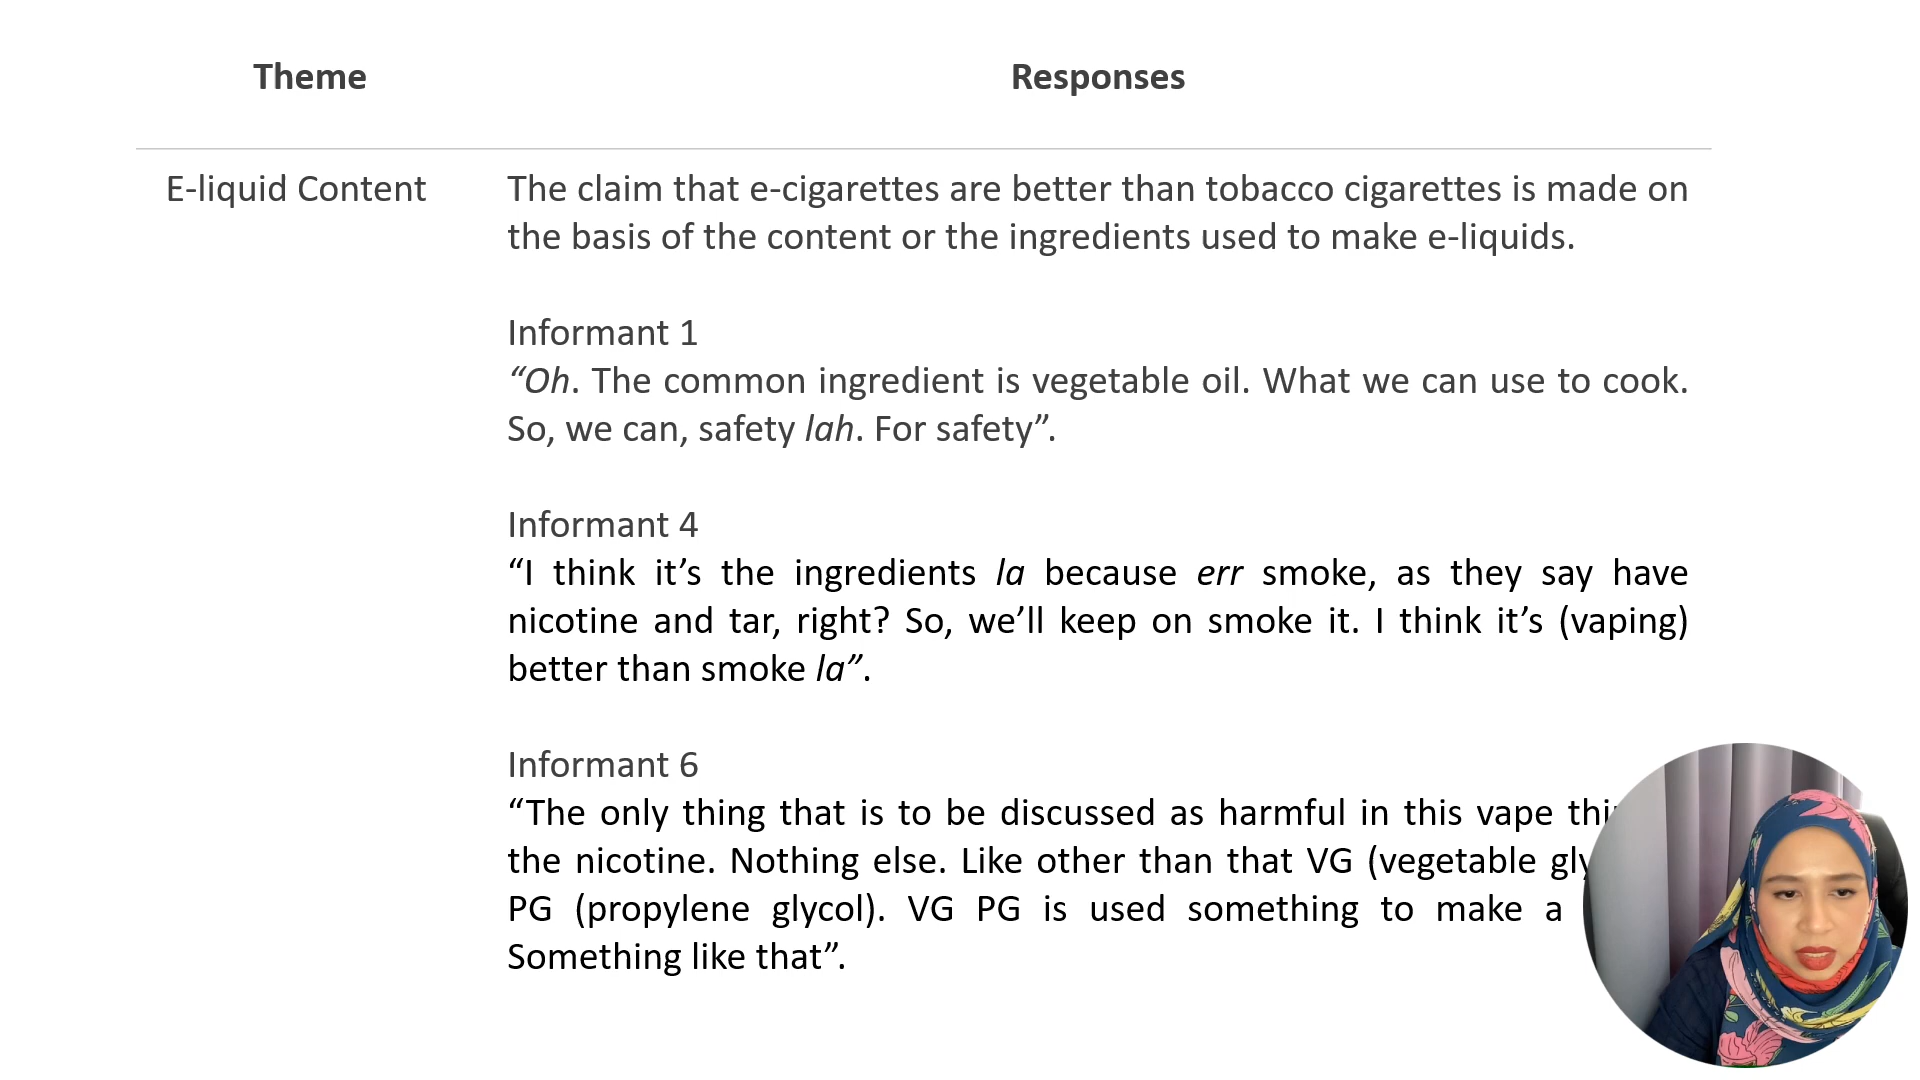 Theme Responses
E-liquid Content The claim that e-cigarettes are better than tobacco cigarettes is made on
the basis of the content or the ingredients used to make e-liquids.
Informant 1
“Oh. The common ingredient is vegetable oil. What we can use to cook.
So, we can, safety lah. For safety”.
Informant 4
“I think it’s the ingredients la because err smoke, as they say have
nicotine and tar, right? So, we’ll keep on smoke it. I think it’s (vaping)
better than smoke la”.
Informant 6
“The only thing that is to be discussed as harmful in this vape
the nicotine. Nothing else. Like other than that VG (vegetable
PG (propylene glycol). VG PG is used something to make a
Something like that”.